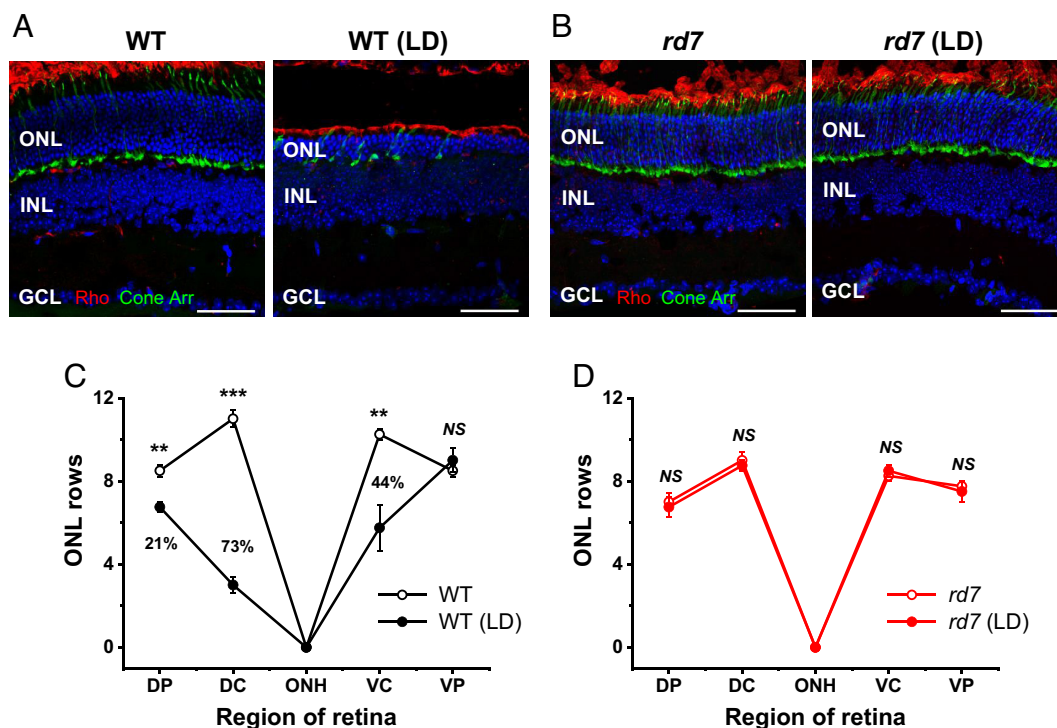 A
WT
WT (LD)
ONL
INL
GCL
Rho Cone Arr
ONL
INL
GCL
B
rd7
rd7 (LD)
ONL
INL
GCL
Rho Cone Arr
ONL
INL
GCL
C
ONL rows
12
8
4
0
**
***
**
NS
21%
73%
44%
WT
WT (LD)
DP DC ONH VC VP
Region of retina
D
ONL rows
12
8
4
0
NS
NS
NS
NS
rd7
rd7 (LD)
DP DC ONH VC VP
Region of retina